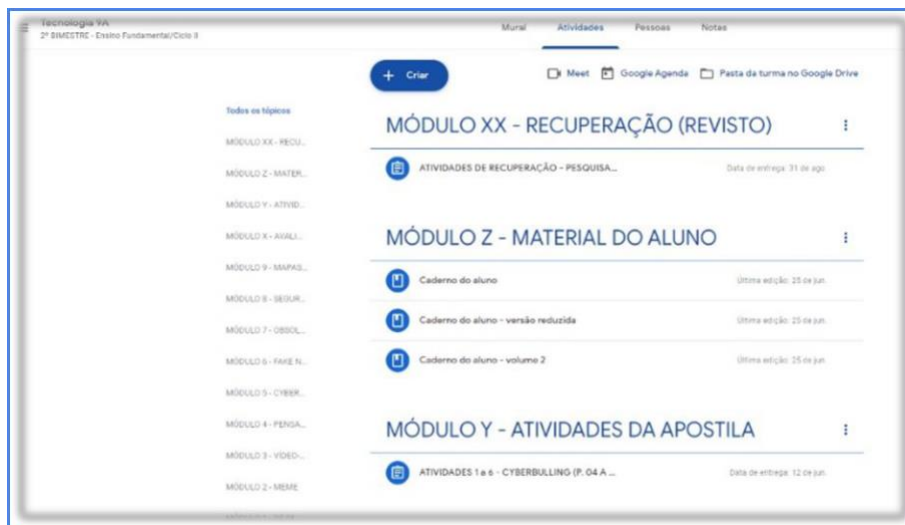 Tecnologia 9A
2º BIMESTRE - Ensino Fundamental/Ciclo II
Mural Atividades Pessoas Notas
+ Criar
Meet Google Agenda Pasta da turma no Google Drive
Todos os tópicos
MÓDULO XX - RECU...
MÓDULO Z - MATER...
MÓDULO Y - ATIVID...
MÓDULO X - AVALI...
MÓDULO 9 - MAPAS...
MÓDULO 8 - SEGUR...
MÓDULO 7 - OBSOL...
MÓDULO 6 - FAKE N...
MÓDULO 5 - CYBER...
MÓDULO 4 - PENSA...
MÓDULO 3 - VÍDEO-...
MÓDULO 2 - MEME
MÓDULO XX - RECUPERAÇÃO (REVISTO)
ATIVIDADES DE RECUPERAÇÃO - PESQUISA... Data de entrega: 31 de ago.
MÓDULO Z - MATERIAL DO ALUNO
Caderno do aluno Última edição: 25 de jun.
Caderno do aluno - versão reduzida Última edição: 25 de jun.
Caderno do aluno - volume 2 Última edição: 25 de jun.
MÓDULO Y - ATIVIDADES DA APOSTILA
ATIVIDADES 1 a 6 - CYBERBULLING (P. 04 A ... Data de entrega: 12 de jun.